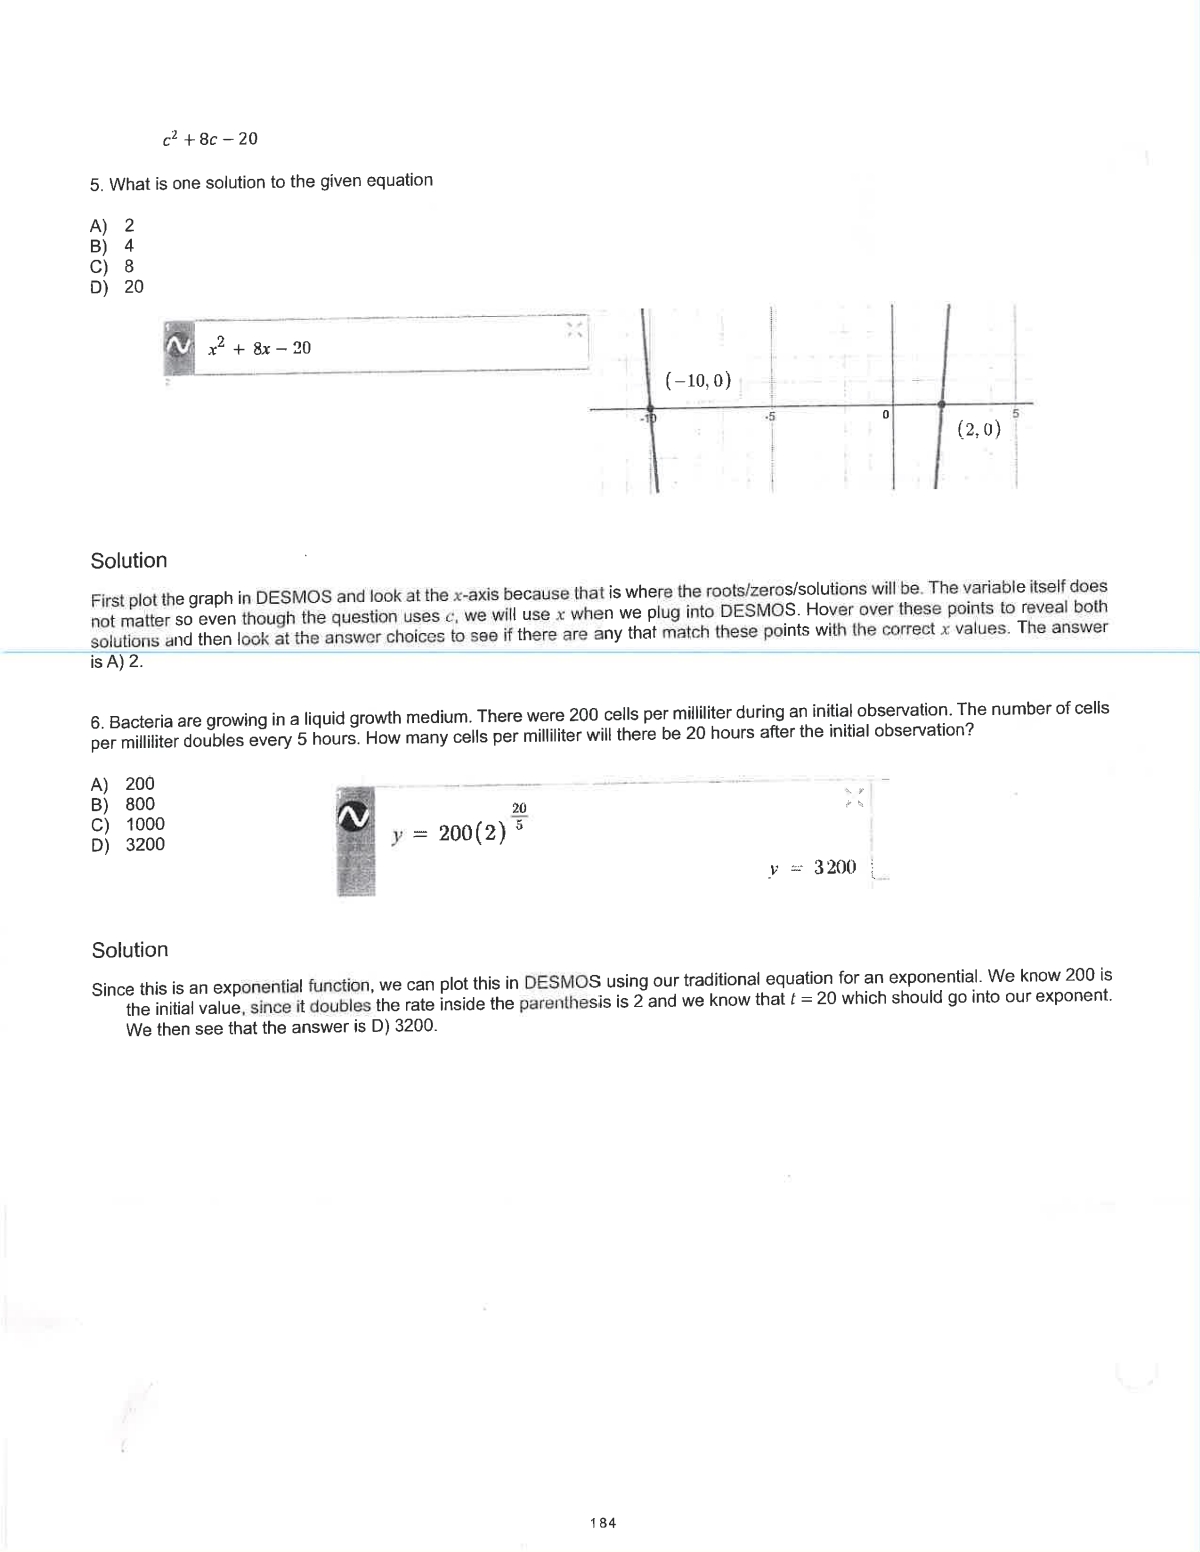 c² + 8c – 20
5. What is one solution to the given equation
A) 2
B) 4
C) 8
D) 20
1
x² + 8x – 20
2
(−10, 0)
-10
-5
0
5
(2, 0)
Solution
First plot the graph in DESMOS and look at the x-axis because that is where the roots/zeros/solutions will be. The variable itself does
not matter so even though the question uses c, we will use x when we plug into DESMOS. Hover over these points to reveal both
solutions and then look at the answer choices to see if there are any that match these points with the correct x values. The answer
is A) 2.
6. Bacteria are growing in a liquid growth medium. There were 200 cells per milliliter during an initial observation. The number of cells
per milliliter doubles every 5 hours. How many cells per milliliter will there be 20 hours after the initial observation?
A) 200
B) 800
C) 1000
D) 3200
y = 200(2)^(20/5)
y = 3200
Solution
Since this is an exponential function, we can plot this in DESMOS using our traditional equation for an exponential. We know 200 is
the initial value, since it doubles the rate inside the parenthesis is 2 and we know that t = 20 which should go into our exponent.
We then see that the answer is D) 3200.
184